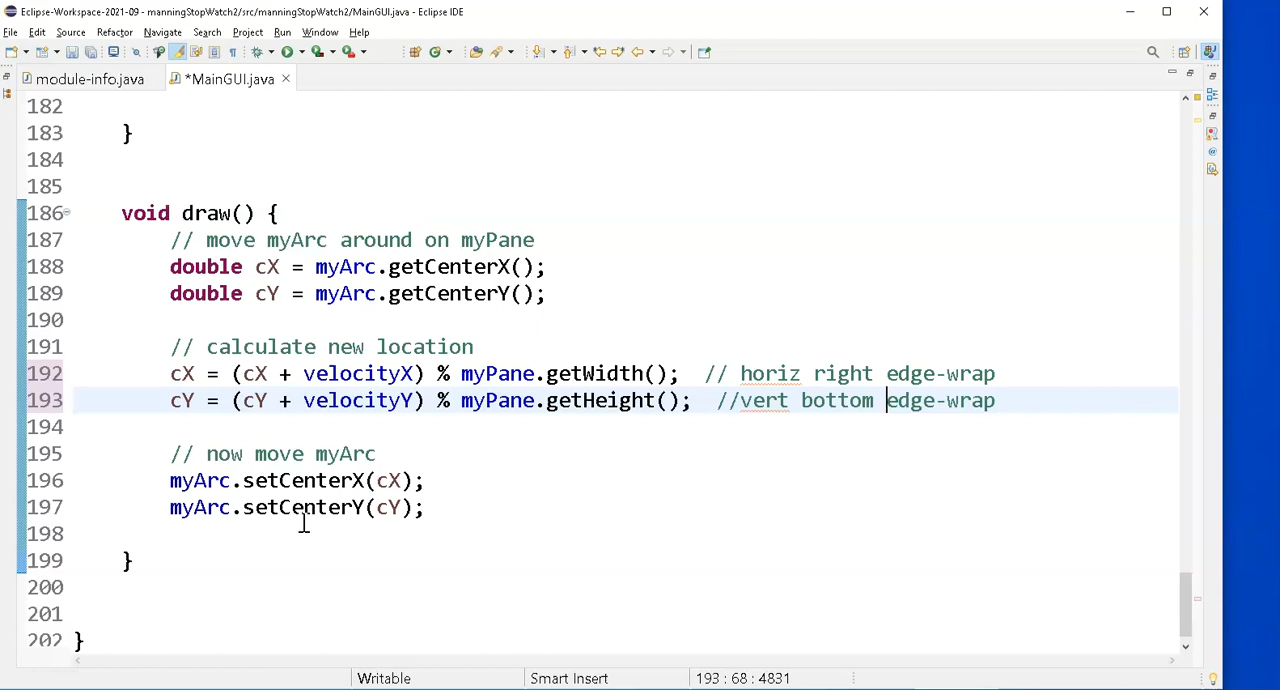 Eclipse-Workspace-2021-09 - manningStopWatch2/src/manningStopWatch2/MainGUI.java - Eclipse IDE
File Edit Source Refactor Navigate Search Project Run Window Help
module-info.java *MainGUI.java
182
183 }
184
185
186 void draw() {
187 // move myArc around on myPane
188 double cX = myArc.getCenterX();
189 double cY = myArc.getCenterY();
190
191 // calculate new location
192 cX = (cX + velocityX) % myPane.getWidth(); // horiz right edge-wrap
193 cY = (cY + velocityY) % myPane.getHeight(); //vert bottom edge-wrap
194
195 // now move myArc
196 myArc.setCenterX(cX);
197 myArc.setCenterY(cY);
198
199 }
200
201
202 }
Writable Smart Insert 193 : 68 : 4831